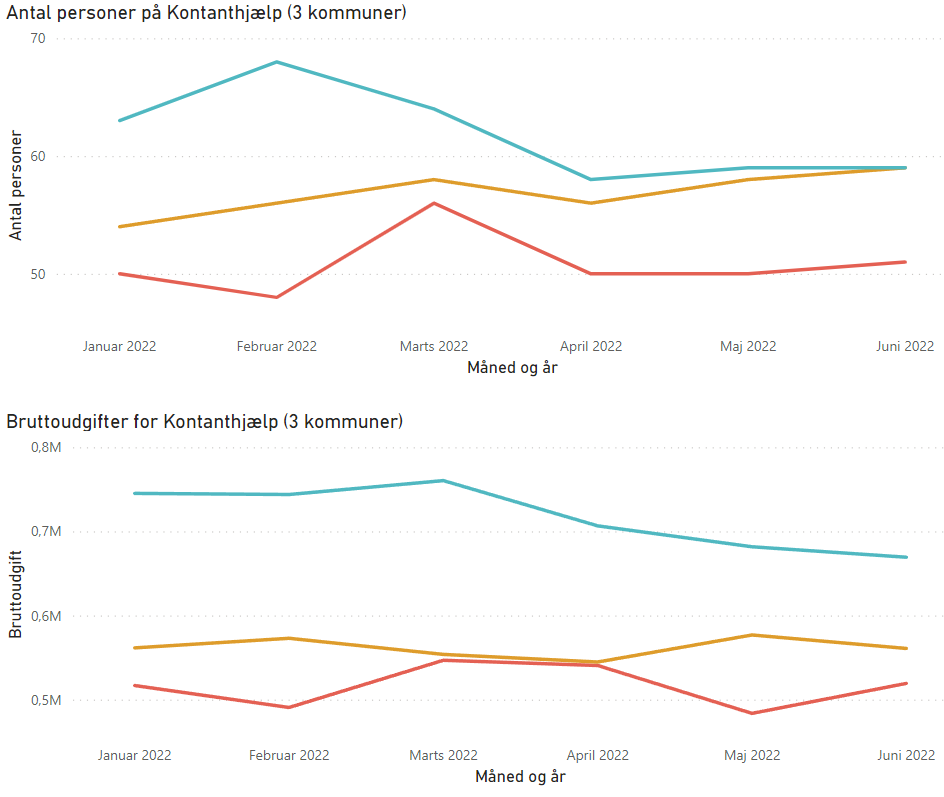 Antal personer på Kontanthjælp (3 kommuner)
70
60
50
Antal personer
Januar 2022 Februar 2022 Marts 2022 April 2022 Maj 2022 Juni 2022
Måned og år
Bruttoudgifter for Kontanthjælp (3 kommuner)
0,8M
0,7M
0,6M
0,5M
Bruttoudgift
Januar 2022 Februar 2022 Marts 2022 April 2022 Maj 2022 Juni 2022
Måned og år